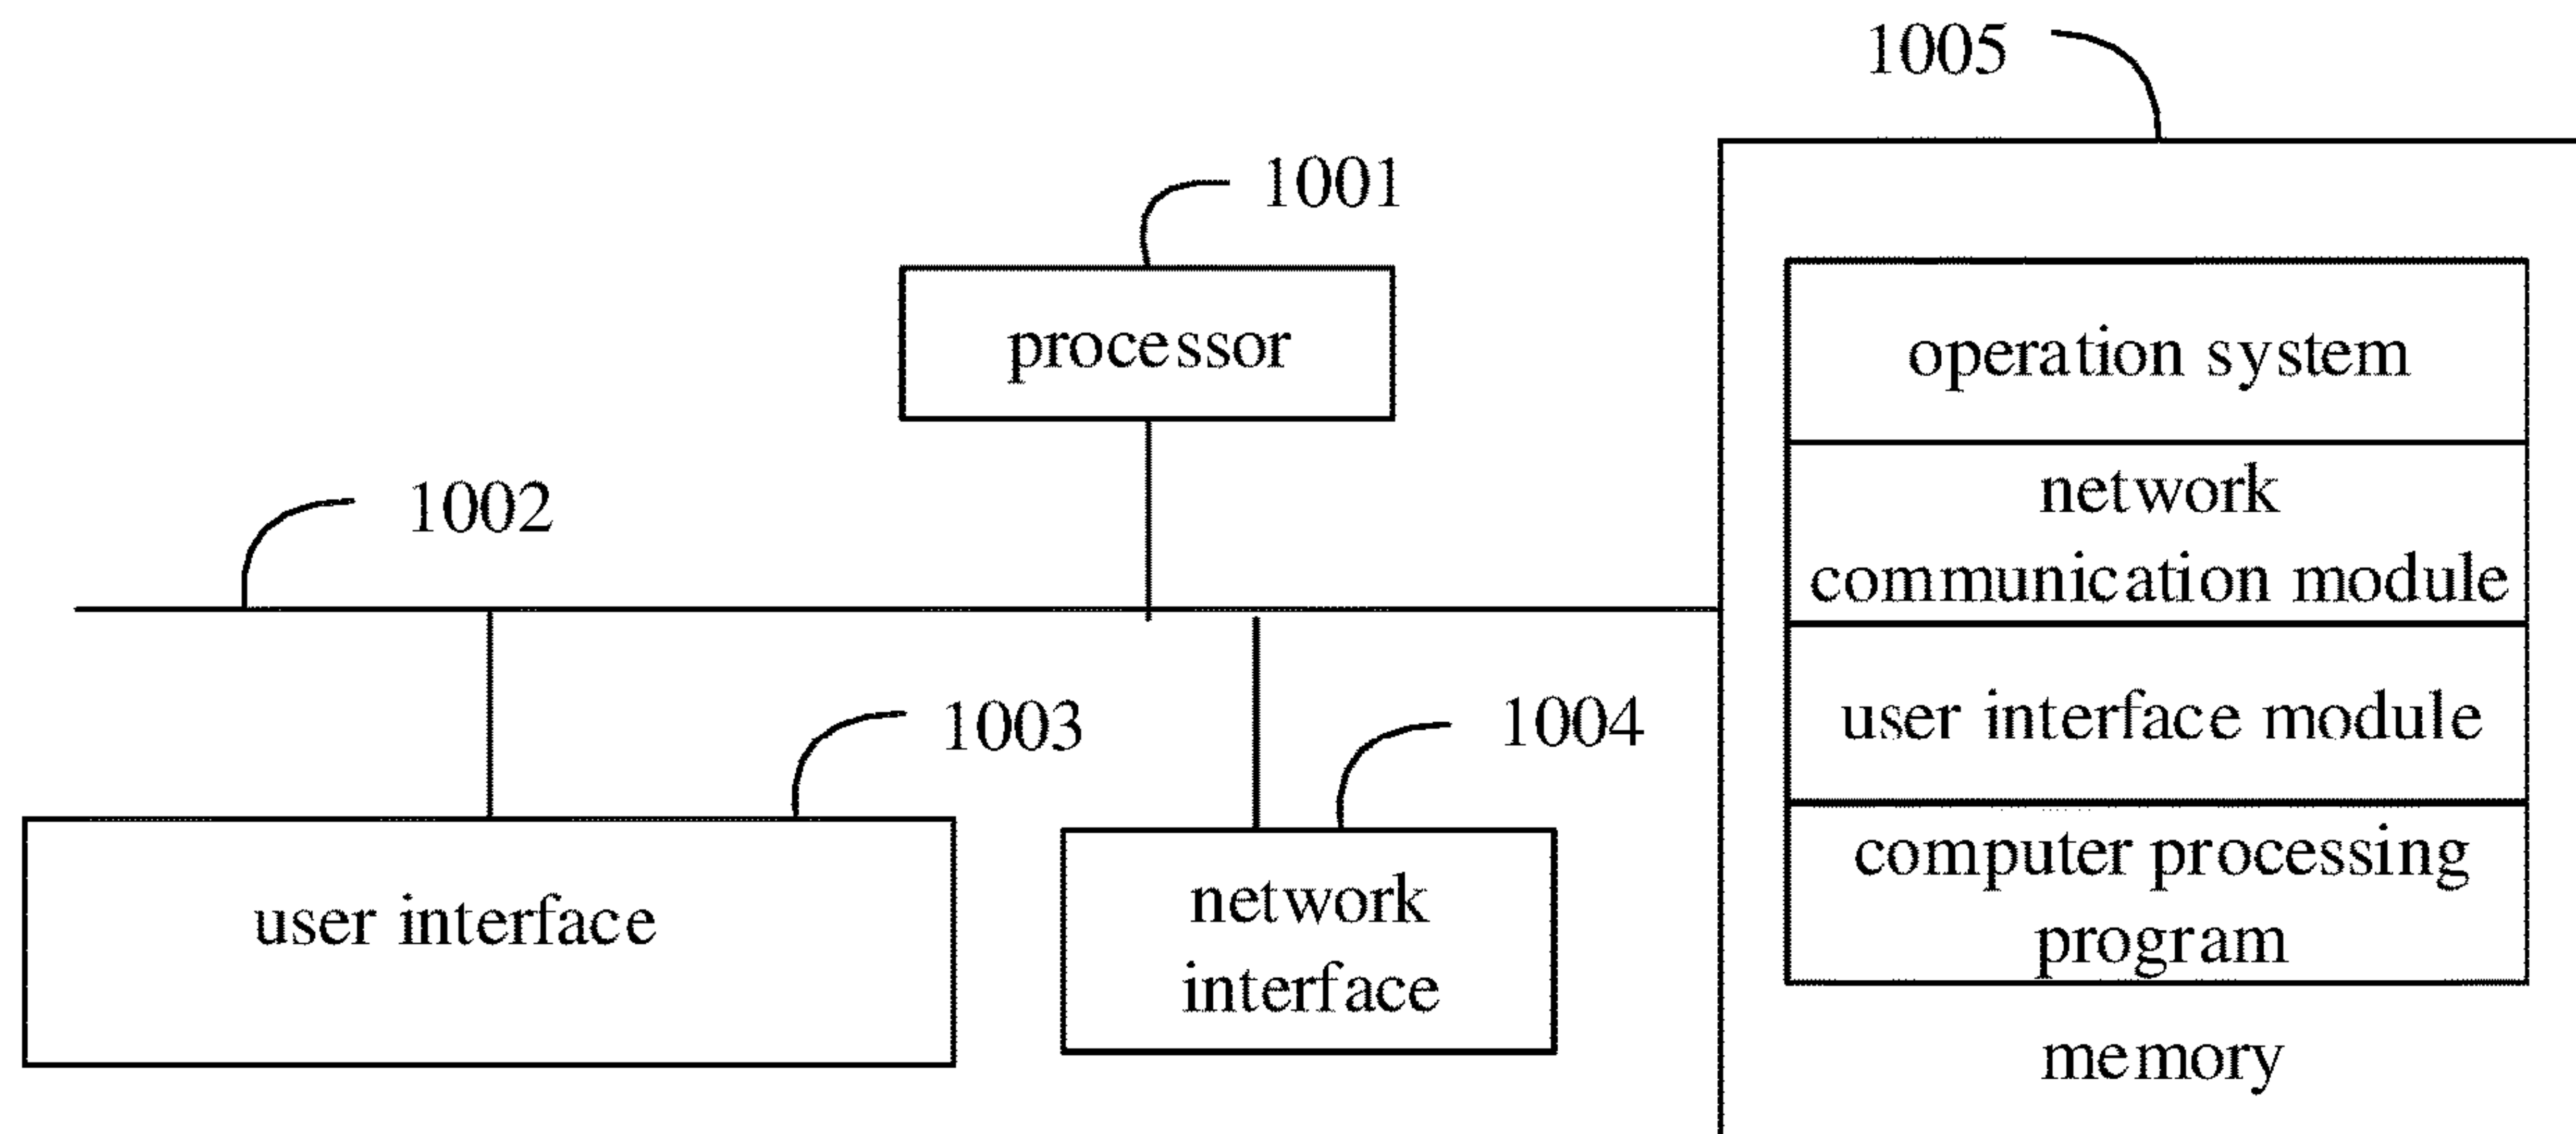 1005
1001
processor
operation system
1002
network
communication module
1003
1004
user interface module
user interface
network
interface
computer processing
program
memory